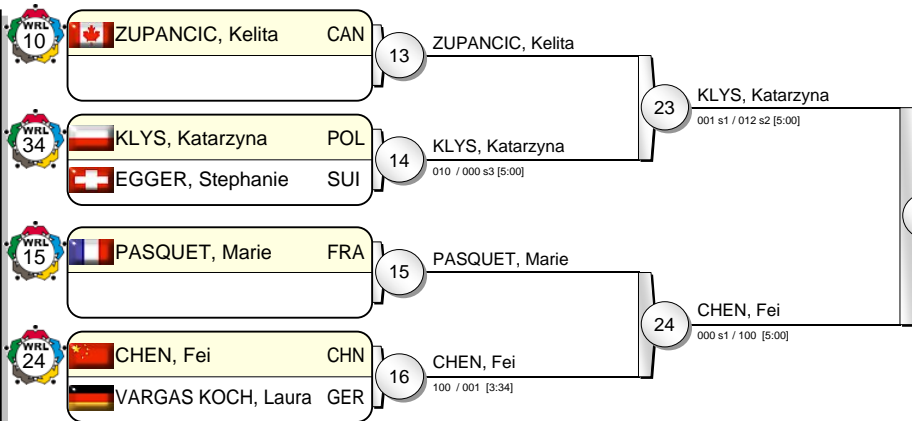 WRL
10
ZUPANCIC, Kelita CAN
13
ZUPANCIC, Kelita
23
KLYS, Katarzyna
001 s1 / 012 s2 [5:00]
WRL
34
KLYS, Katarzyna POL
EGGER, Stephanie SUI
14
KLYS, Katarzyna
010 / 000 s3 [5:00]
WRL
15
PASQUET, Marie FRA
15
PASQUET, Marie
24
CHEN, Fei
000 s1 / 100 [5:00]
WRL
24
CHEN, Fei CHN
VARGAS KOCH, Laura GER
16
CHEN, Fei
100 / 001 [3:34]